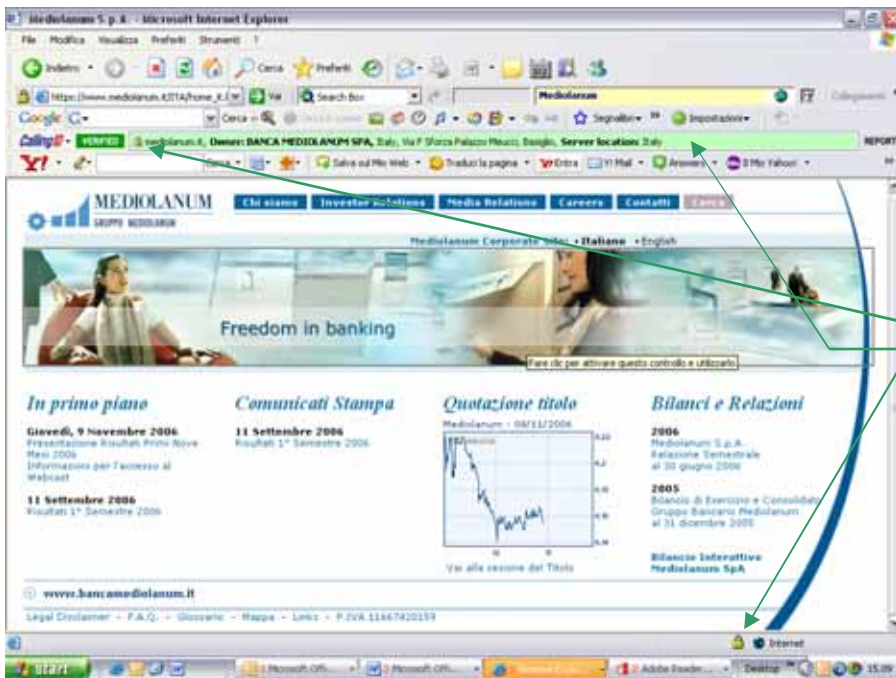 Mediolanum S.p.A. - Microsoft Internet Explorer
File Modifica Visualizza Preferiti Strumenti ?
Indietro Cerca Preferiti
Vai Search Box Mediolanum Collegamenti
Google G Cerca Segnalibri Impostazioni
CallingID VERIFIED mediolanum.it, Owner: BANCA MEDIOLANUM SPA, Italy, Via F Sforza Palazzo Meucci, Basiglio, Server location: Italy REPORT
Y! Cerca Salva sul Mio Web Traduci la pagina Entra Y! Mail Answers Il Mio Yahoo!
MEDIOLANUM
GRUPPO MEDIOLANUM
Chi siamo Investor Relations Media Relations Careers Contatti Cerca
Mediolanum Corporate Site: Italiano English
Freedom in banking
Fare clic per attivare questo controllo e utilizzarlo
In primo piano
Giovedì, 9 Novembre 2006
Presentazione Risultati Primi Nove
Mesi 2006
Informazioni per l'accesso al
Webcast
11 Settembre 2006
Risultati 1° Semestre 2006
Comunicati Stampa
11 Settembre 2006
Risultati 1° Semestre 2006
Quotazione titolo
Mediolanum - 08/11/2006
Vai alla sezione del Titolo
Bilanci e Relazioni
2006
Mediolanum S.p.A.
Relazione Semestrale
al 30 giugno 2006
2005
Bilancio di Esercizio e Consolidato
Gruppo Bancario Mediolanum
al 31 dicembre 2005
Bilancio Interattivo
Mediolanum SpA
www.bancamediolanum.it
Legal Disclaimer - F.A.Q. - Glossario - Mappa - Links - P.IVA 11667420159
Internet
start Microsoft Offi... Microsoft Offi... Adobe Reader... Desktop 15.09